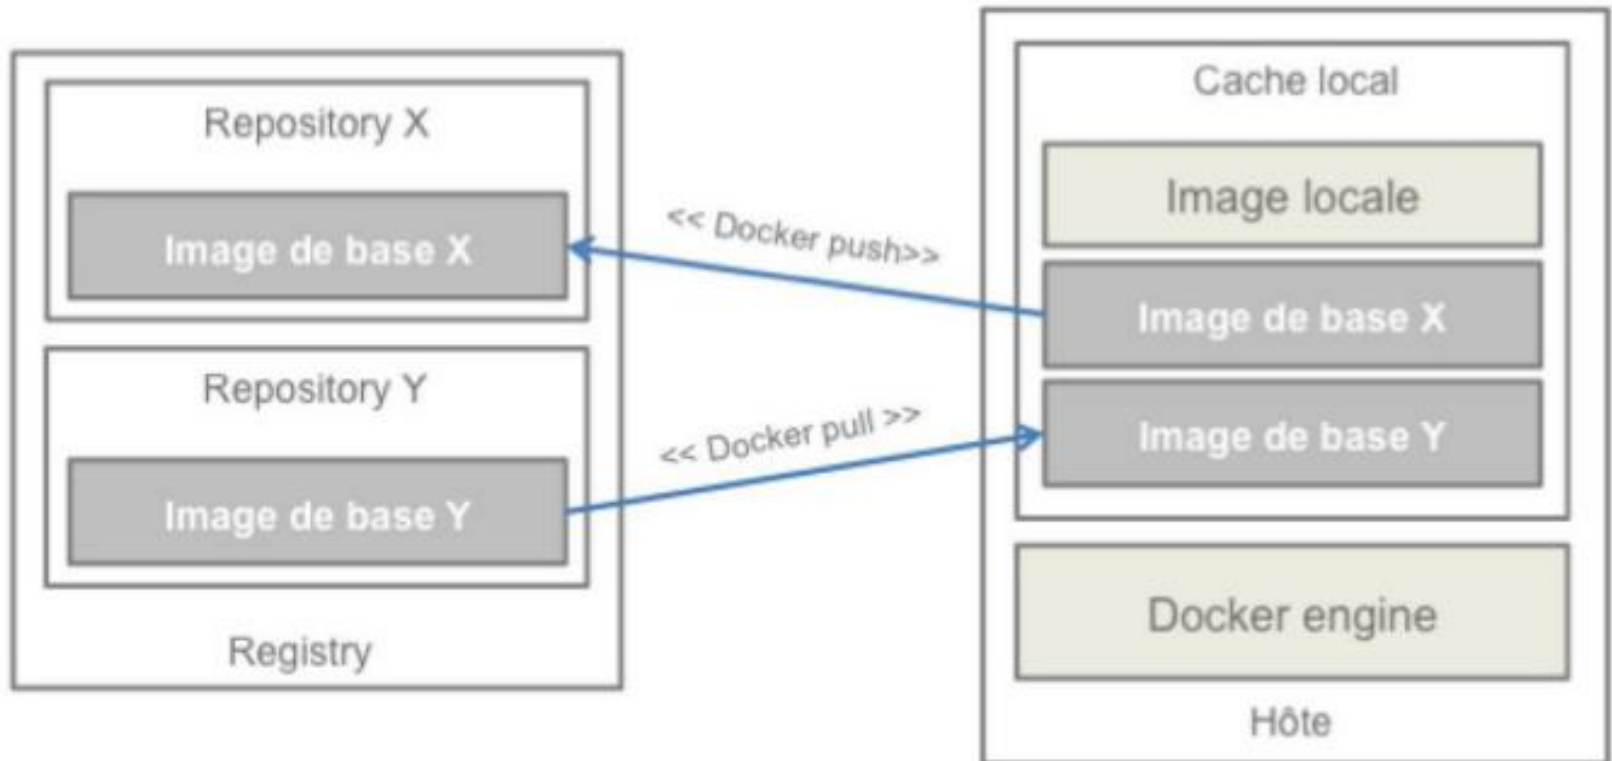 Repository X
Image de base X
Repository Y
Image de base Y
Registry
<< Docker push>>
<< Docker pull >>
Cache local
Image locale
Image de base X
Image de base Y
Docker engine
Hôte